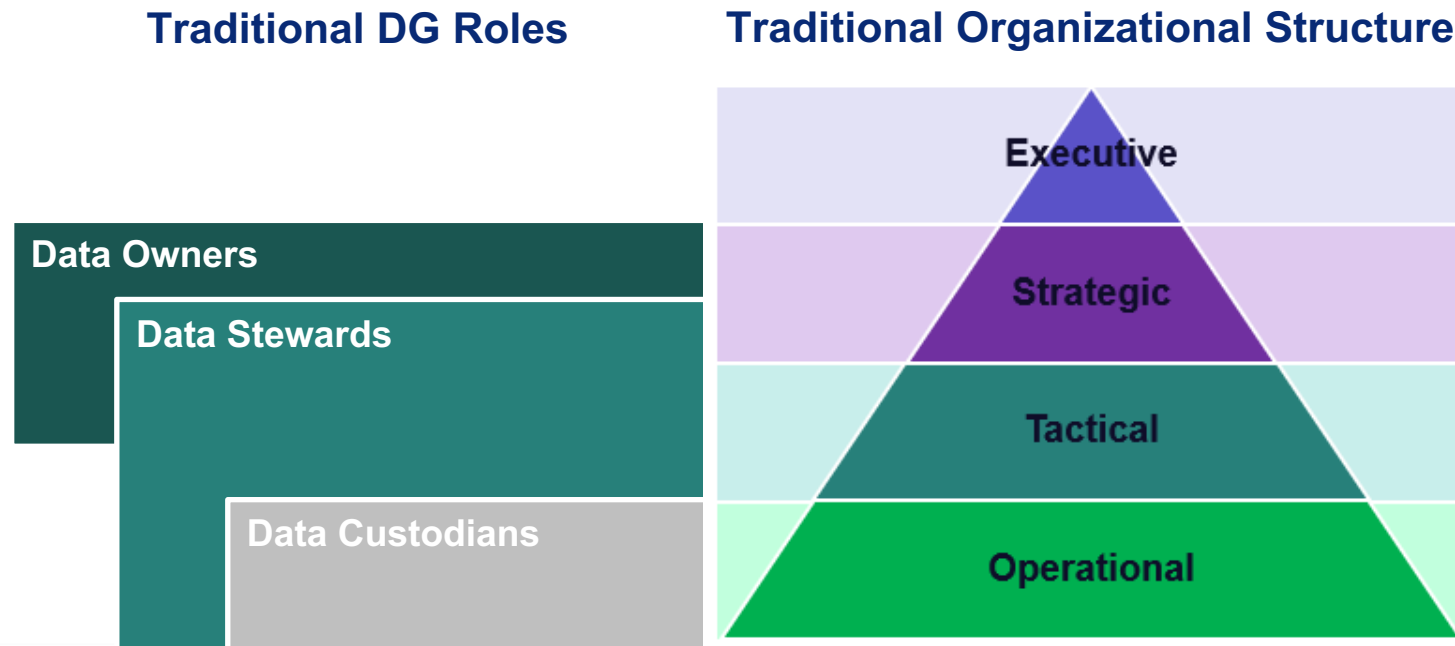 Traditional DG Roles
Traditional Organizational Structure
Data Owners
Data Stewards
Data Custodians
Executive
Strategic
Tactical
Operational